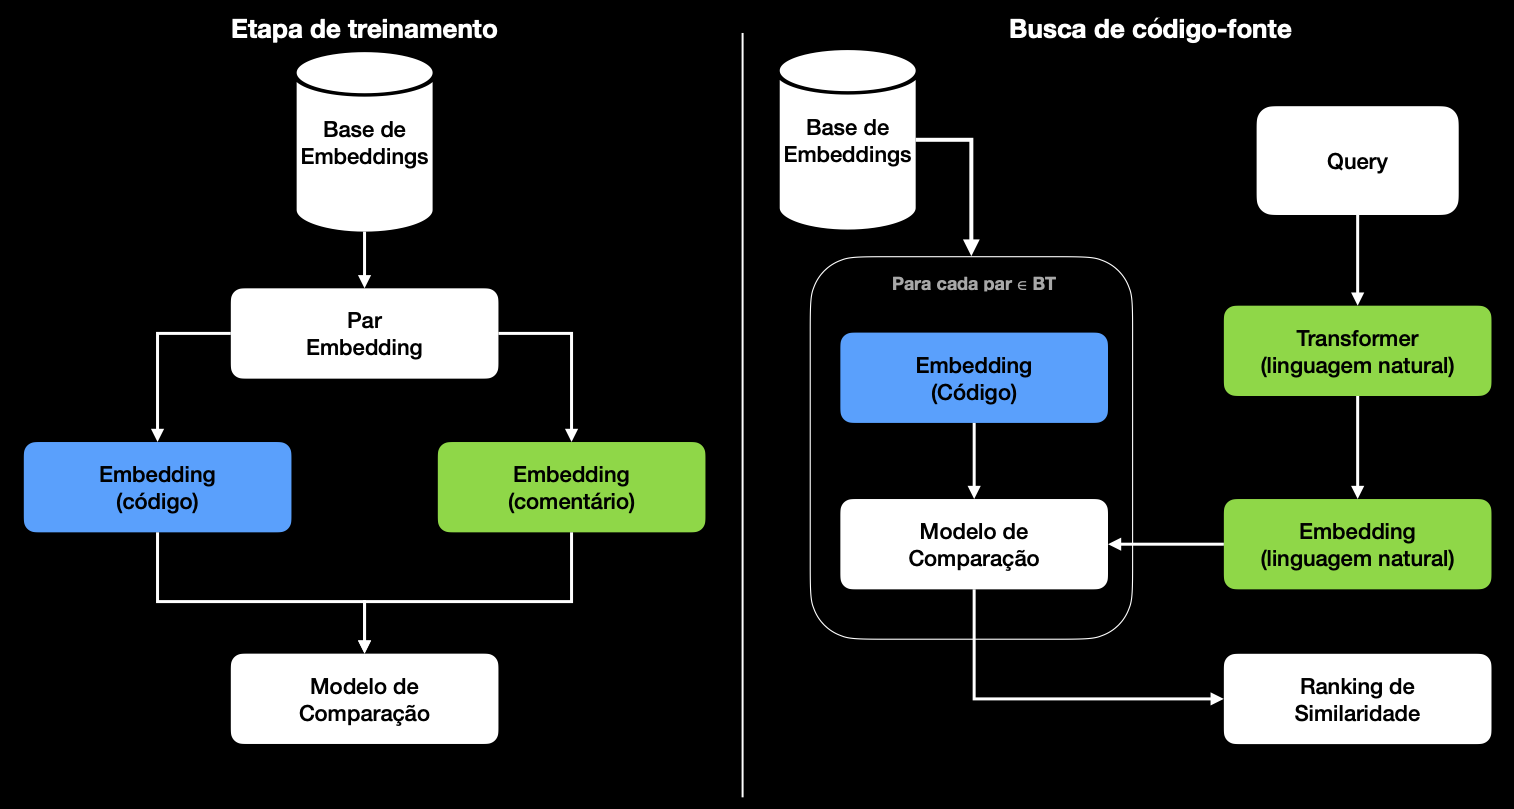 Etapa de treinamento
Base de
Embeddings
Par
Embedding
Embedding
(código)
Embedding
(comentário)
Modelo de
Comparação
Busca de código-fonte
Base de
Embeddings
Query
Para cada par ∈ BT
Embedding
(Código)
Transformer
(linguagem natural)
Modelo de
Comparação
Embedding
(linguagem natural)
Ranking de
Similaridade